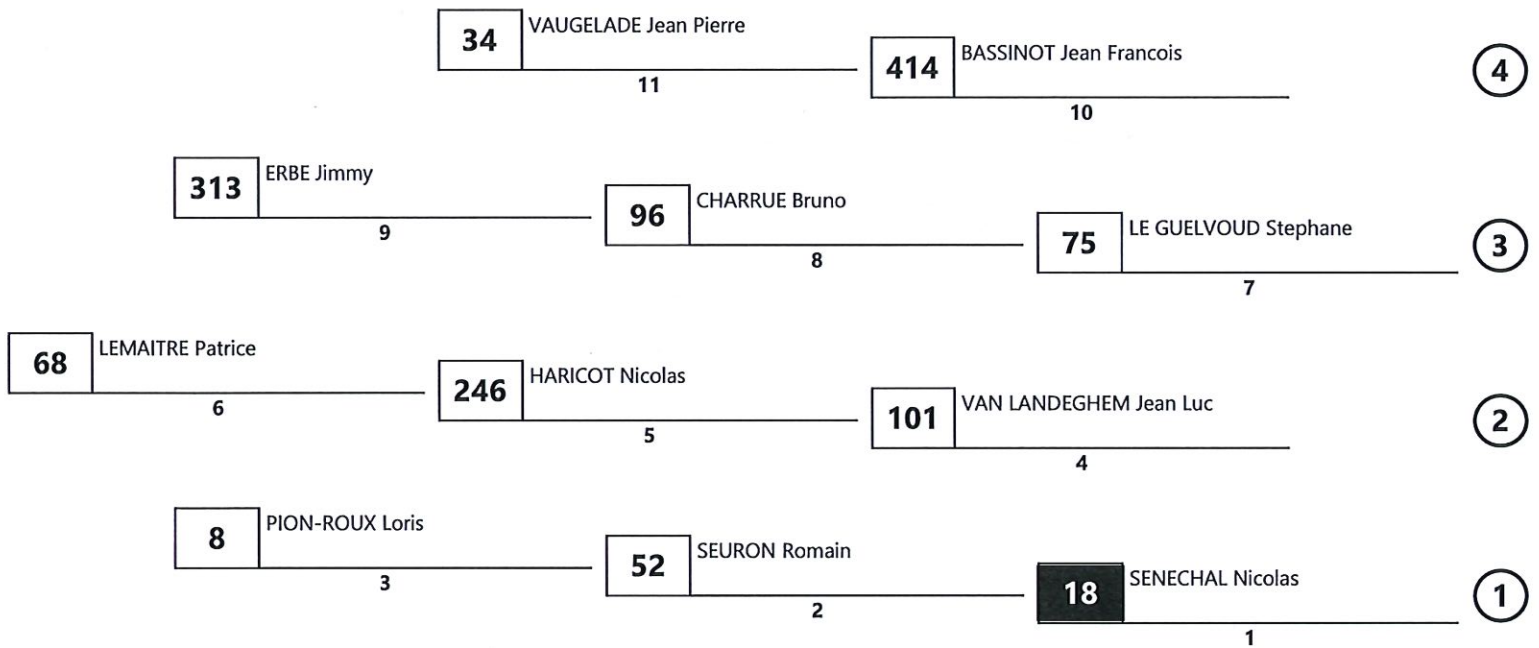 34 VAUGELADE Jean Pierre
11
414 BASSINOT Jean Francois
10
4
313 ERBE Jimmy
9
96 CHARRUE Bruno
8
75 LE GUELVOUD Stephane
7
3
68 LEMAITRE Patrice
6
246 HARICOT Nicolas
5
101 VAN LANDEGHEM Jean Luc
4
2
8 PION-ROUX Loris
3
52 SEURON Romain
2
18 SENECHAL Nicolas
1
1